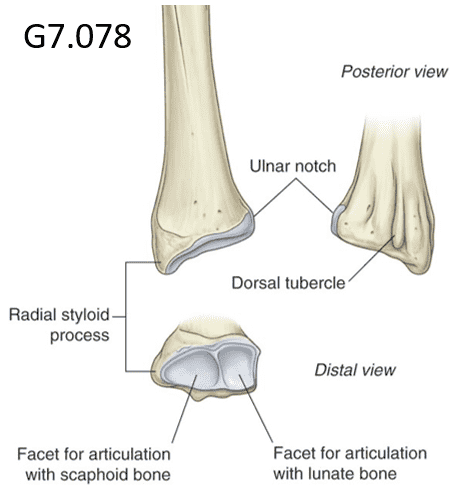 G7.078
Posterior view
Ulnar notch
Dorsal tubercle
Radial styloid
process
Distal view
Facet for articulation
with scaphoid bone
Facet for articulation
with lunate bone